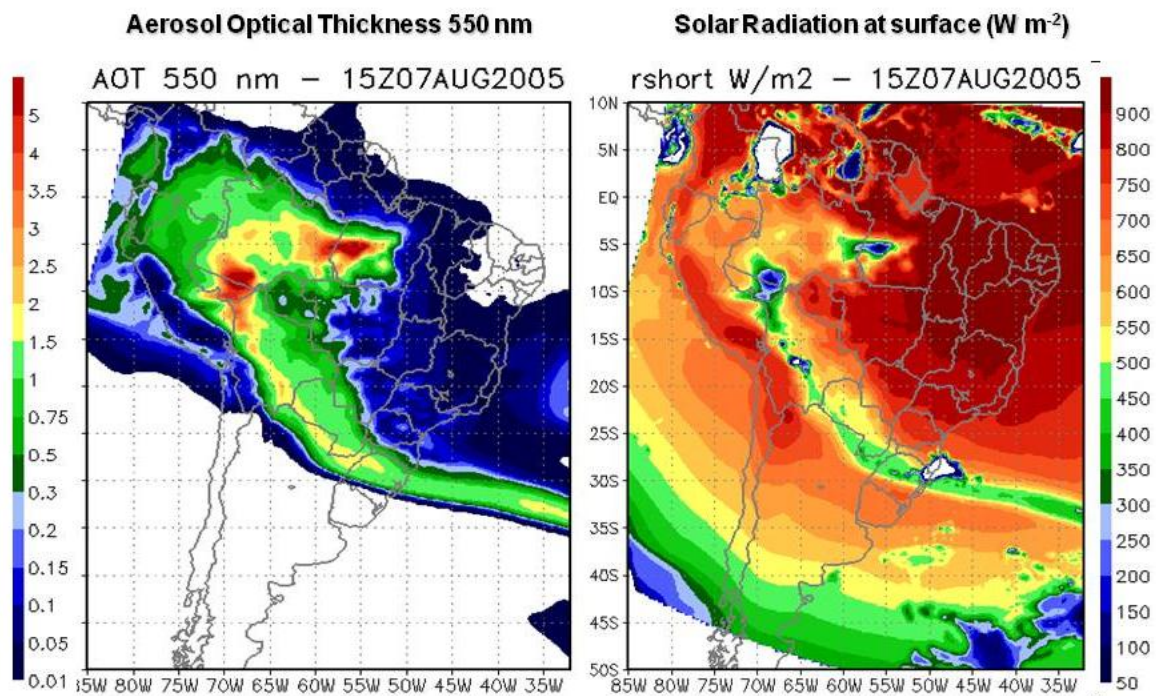 Aerosol Optical Thickness 550 nm
Solar Radiation at surface (W m-2)
AOT 550 nm – 15Z07AUG2005
rshort W/m2 – 15Z07AUG2005
5
4
3.5
3
2.5
2
1.5
1
0.75
0.5
0.3
0.2
0.15
0.1
0.05
0.01
15W 80W 75W 70W 65W 60W 55W 50W 45W 40W 35W
10N
5N
EQ
5S
10S
15S
20S
25S
30S
35S
40S
45S
50S
85W 80W 75W 70W 65W 60W 55W 50W 45W 40W 35W
900
800
750
700
650
600
550
500
450
400
350
300
250
200
150
100
50